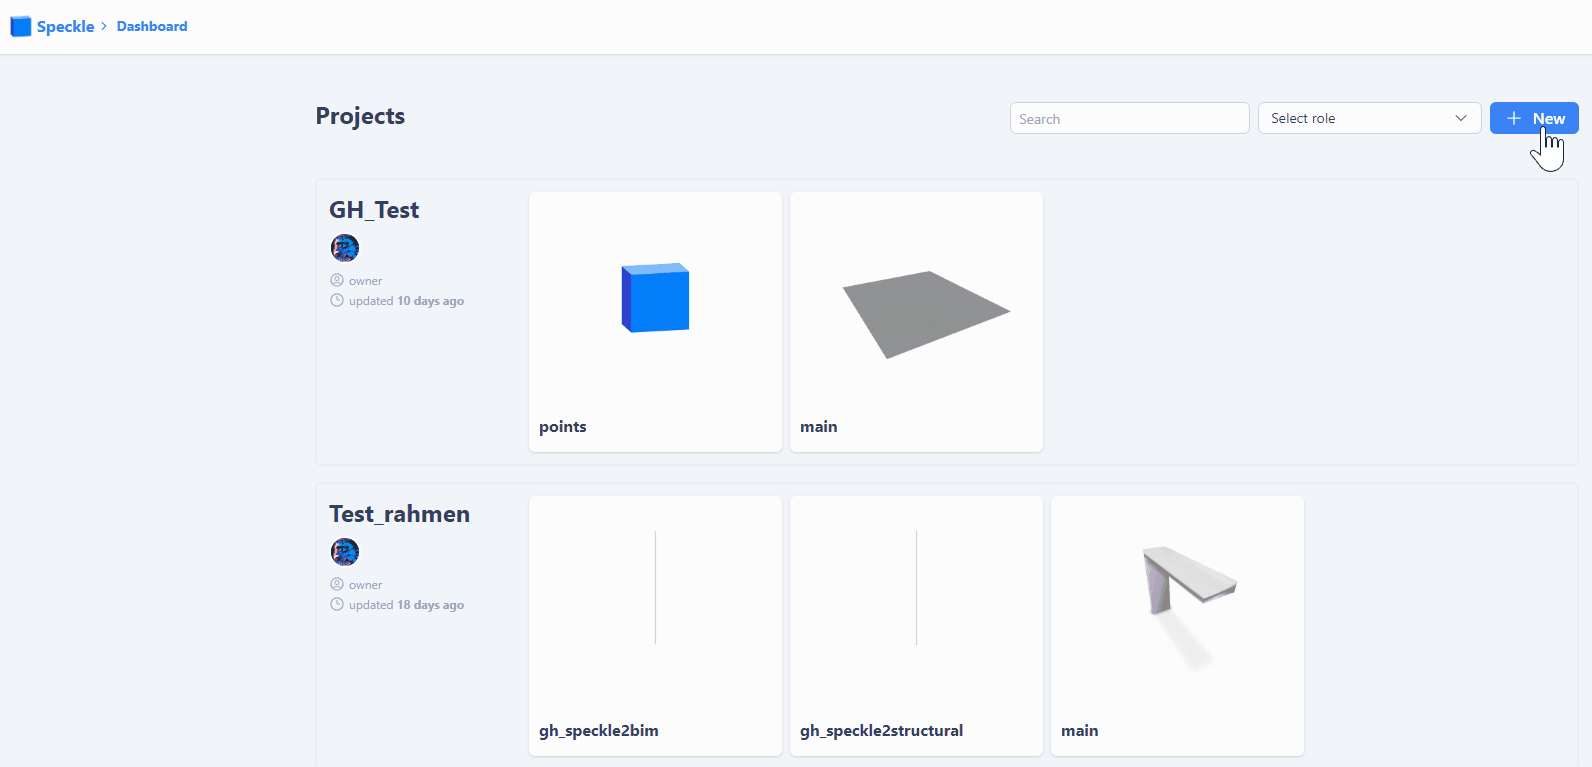 Speckle > Dashboard
Projects
Search
Select role
+ New
GH_Test
owner
updated 10 days ago
points
main
Test_rahmen
owner
updated 18 days ago
gh_speckle2bim
gh_speckle2structural
main